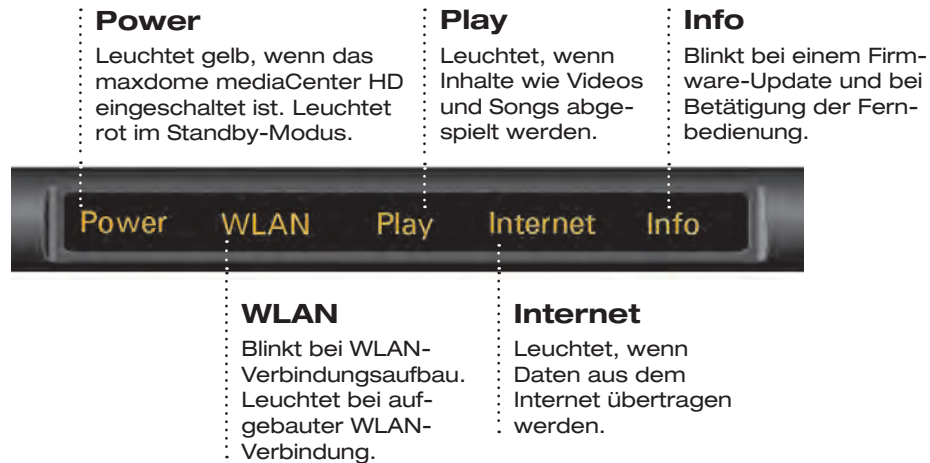 Power
Leuchtet gelb, wenn das
maxdome mediaCenter HD
eingeschaltet ist. Leuchtet
rot im Standby-Modus.
Play
Leuchtet, wenn
Inhalte wie Videos
und Songs abge-
spielt werden.
Info
Blinkt bei einem Firm-
ware-Update und bei
Betätigung der Fern-
bedienung.
Power WLAN Play Internet Info
WLAN
Blinkt bei WLAN-
Verbindungsaufbau.
Leuchtet bei auf-
gebauter WLAN-
Verbindung.
Internet
Leuchtet, wenn
Daten aus dem
Internet übertragen
werden.